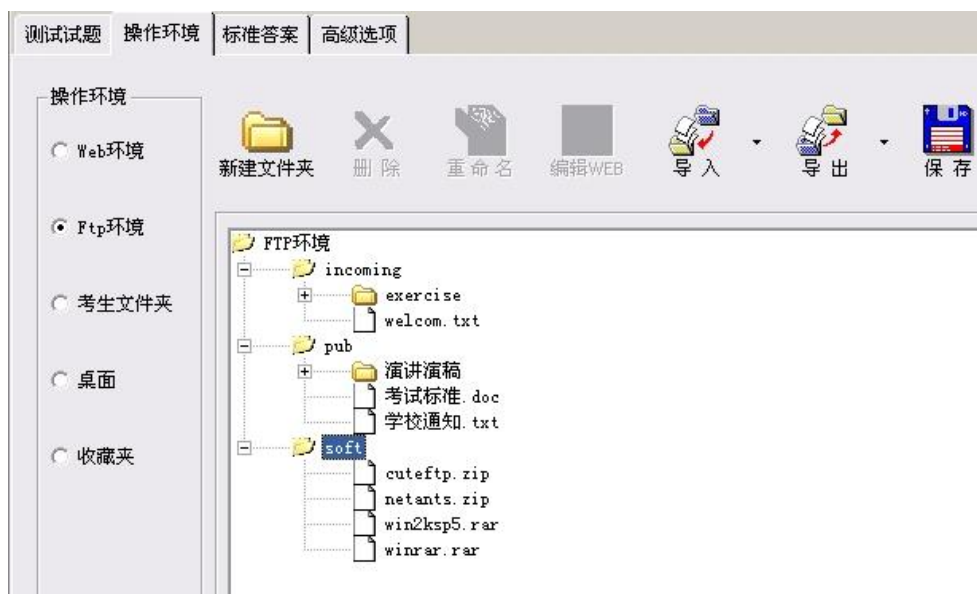 测试试题 操作环境 标准答案 高级选项
操作环境
Web环境
Ftp环境
考生文件夹
桌面
收藏夹
新建文件夹 删除 重命名 编辑WEB 导入 导出 保存
FTP环境
incoming
exercise
welcom.txt
pub
演讲演稿
考试标准.doc
学校通知.txt
soft
cuteftp.zip
netants.zip
win2ksp5.rar
winrar.rar